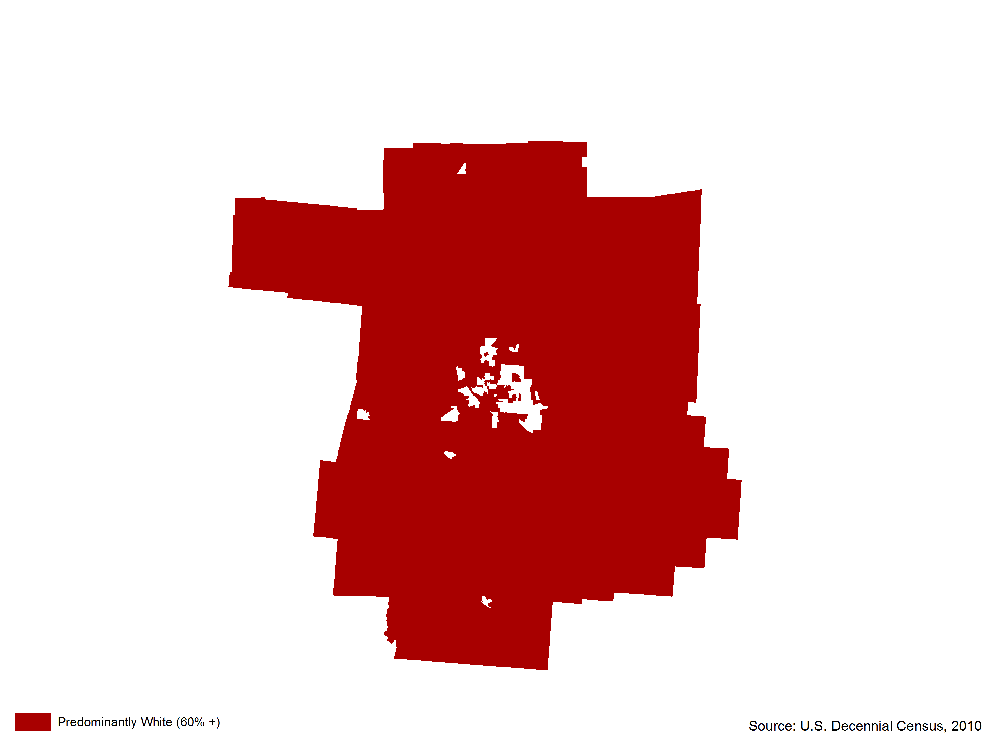 Predominantly White (60% +)
Source: U.S. Decennial Census, 2010